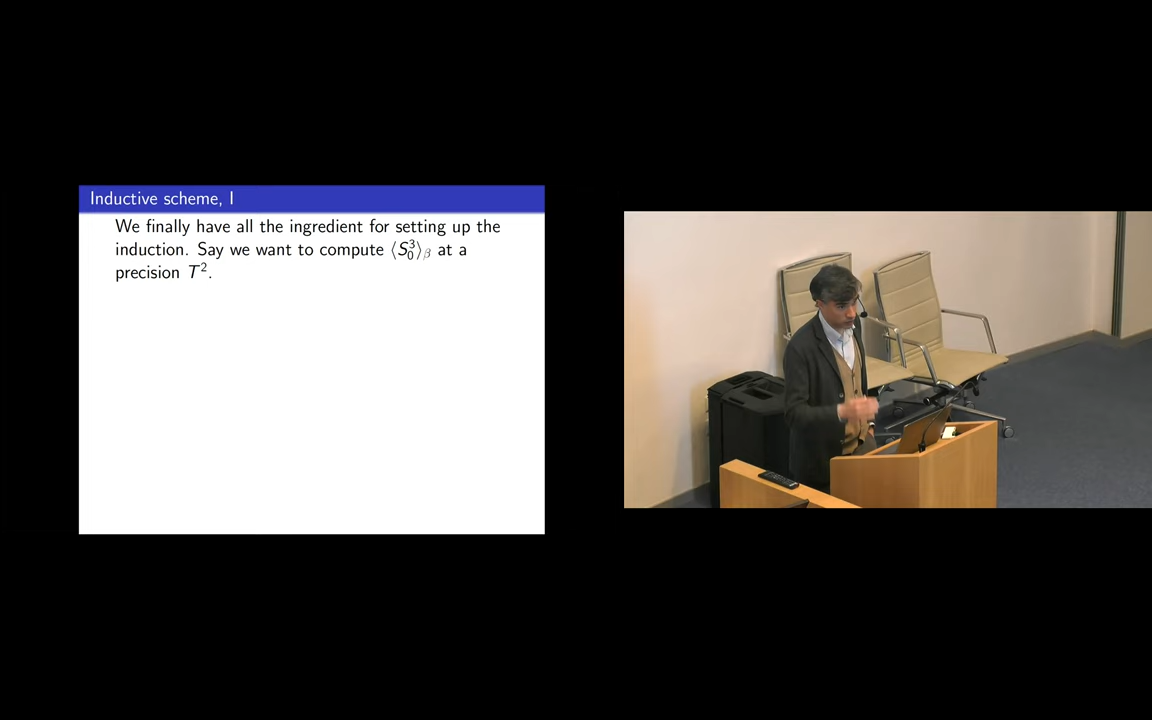 Inductive scheme, I
We finally have all the ingredient for setting up the
induction. Say we want to compute ⟨S₀³⟩_β at a
precision T².